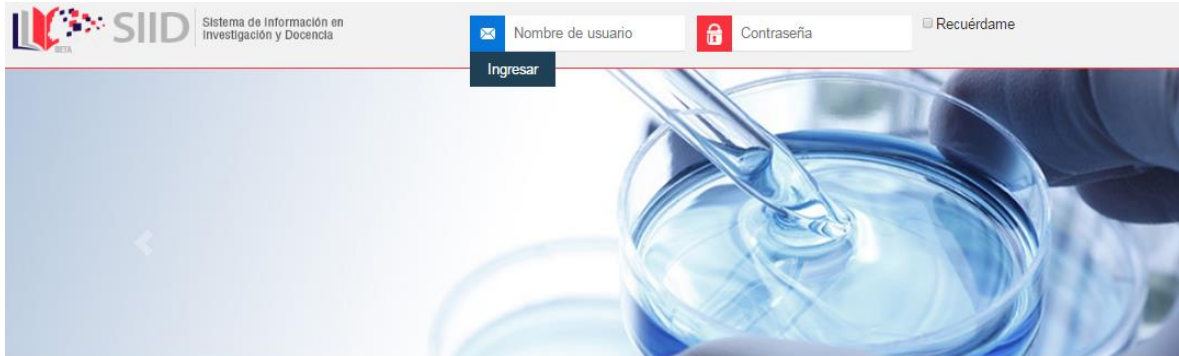 SIID
Sistema de Información en
Investigación y Docencia
BETA
Nombre de usuario
Contraseña
Recuérdame
Ingresar